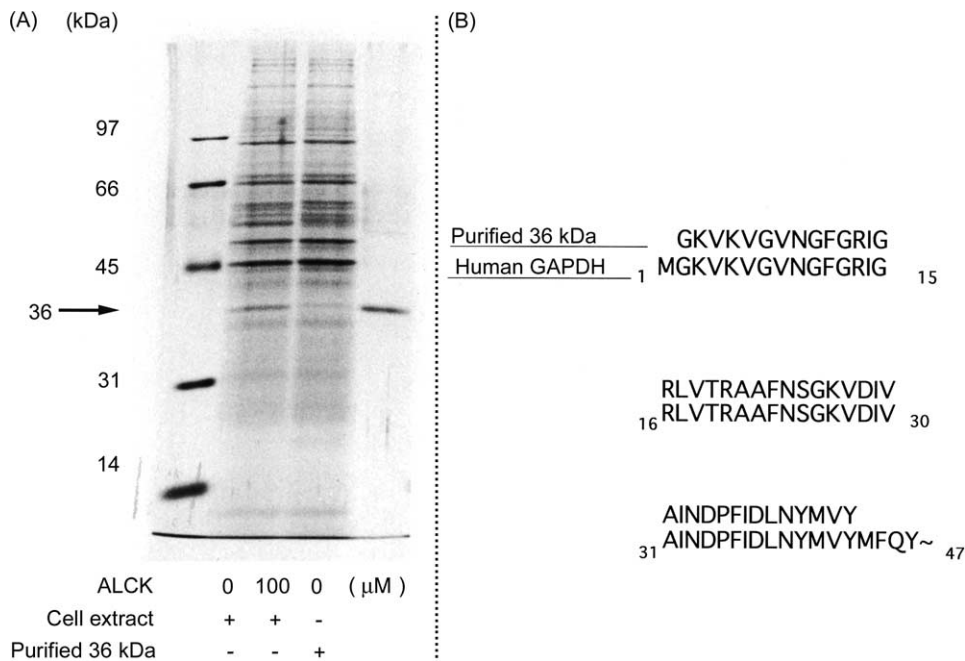 (A) (kDa)
97
66
45
36
31
14
ALCK 0 100 0 ( μM )
Cell extract + + -
Purified 36 kDa - - +
(B)
Purified 36 kDa GKVKVGVNGFGRIG
Human GAPDH 1 MGKVKVGVNGFGRIG 15
RLVTRAAFNSGKVDIV
16 RLVTRAAFNSGKVDIV 30
AINDPFIDLNYMVY
31 AINDPFIDLNYMVYMFQY~ 47